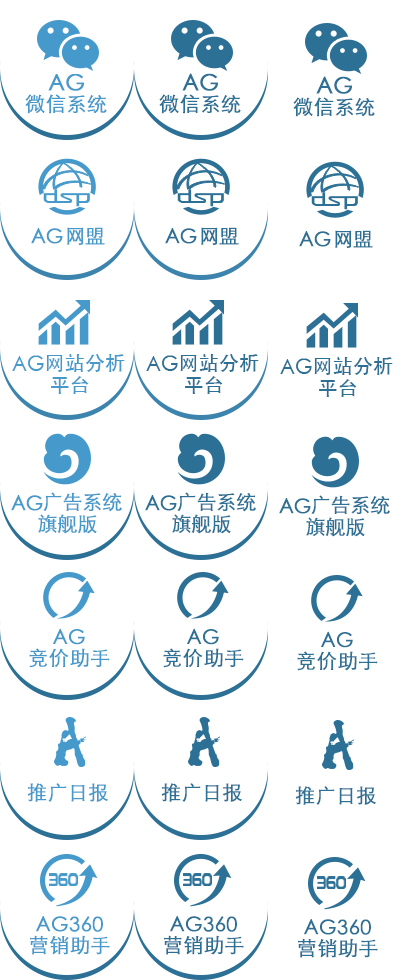 AG AG AG
微信系统 微信系统 微信系统
dsp dsp dsp
AG网盟 AG网盟 AG网盟
AG网站分析 AG网站分析 AG网站分析
平台 平台 平台
AG广告系统 AG广告系统 AG广告系统
旗舰版 旗舰版 旗舰版
AG AG AG
竞价助手 竞价助手 竞价助手
推广日报 推广日报 推广日报
360 360 360
AG360 AG360 AG360
营销助手 营销助手 营销助手